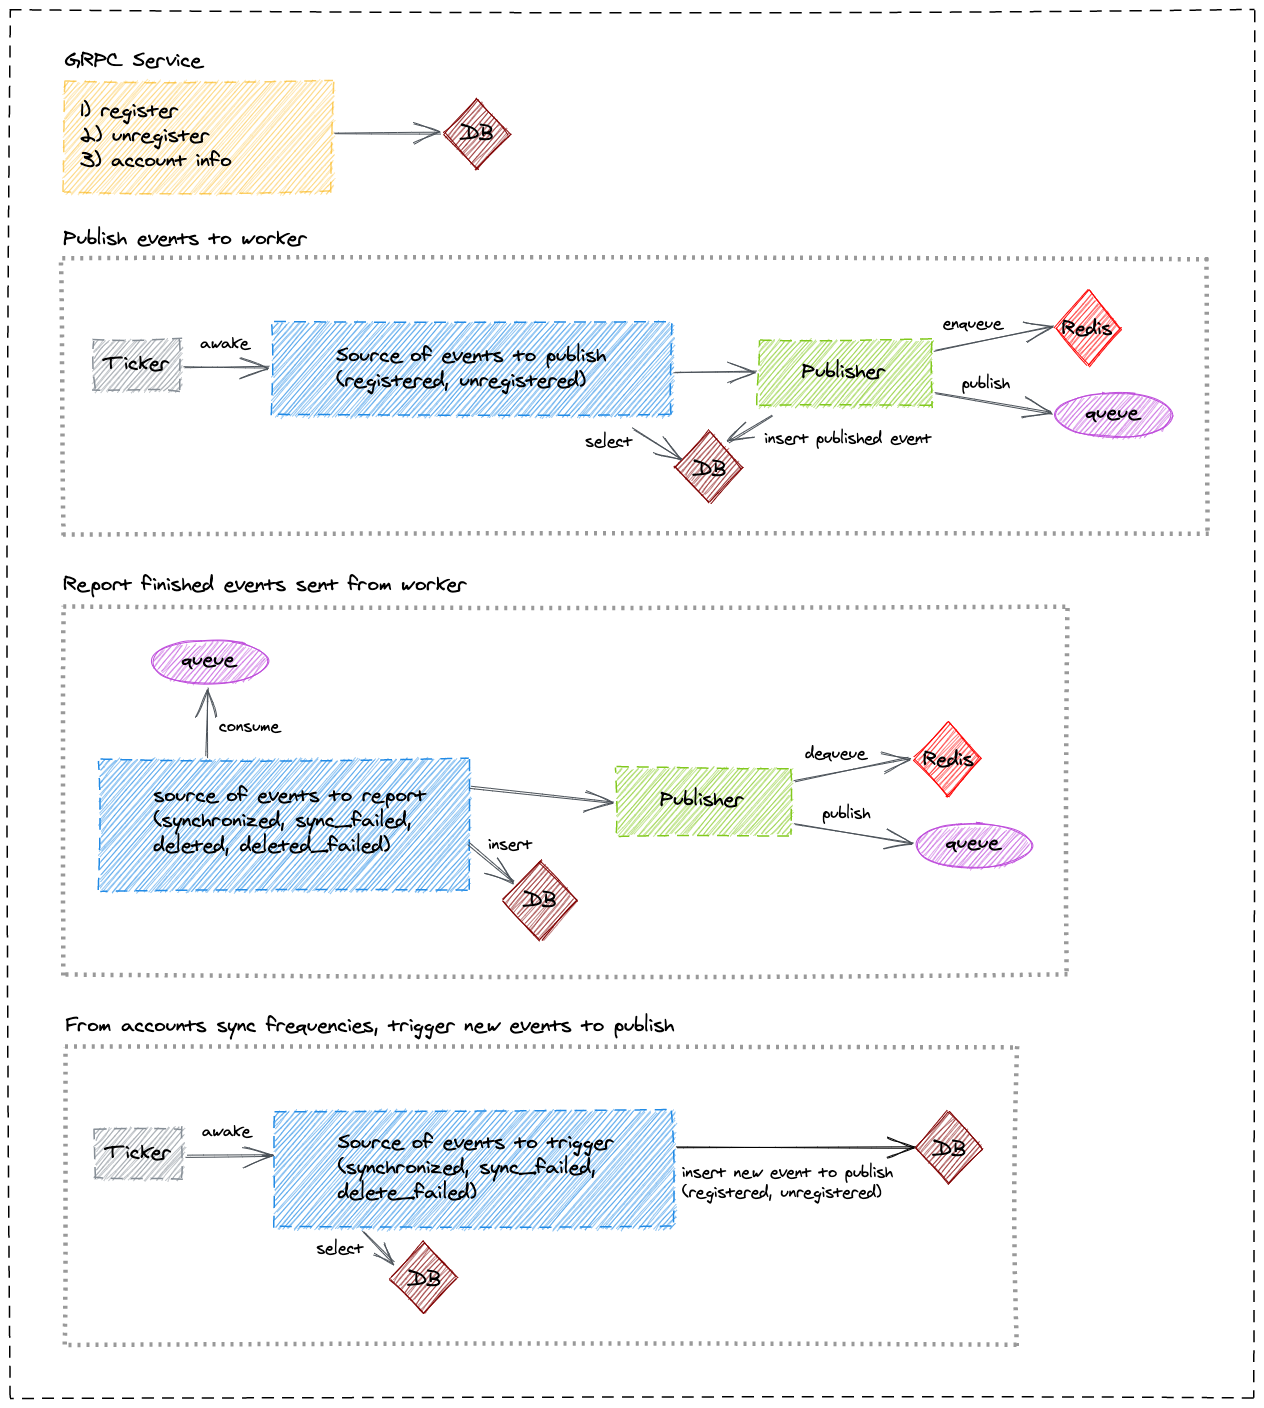 GRPC Service
1) register
2) unregister
3) account info
DB
Publish events to worker
Ticker
awake
Source of events to publish
(registered, unregistered)
select
DB
insert published event
Publisher
enqueue
Redis
publish
queue
Report finished events sent from worker
queue
consume
source of events to report
(synchronized, sync_failed,
deleted, deleted_failed)
insert
DB
Publisher
dequeue
Redis
publish
queue
From accounts sync frequencies, trigger new events to publish
Ticker
awake
Source of events to trigger
(synchronized, sync_failed,
delete_failed)
select
DB
insert new event to publish
(registered, unregistered)
DB